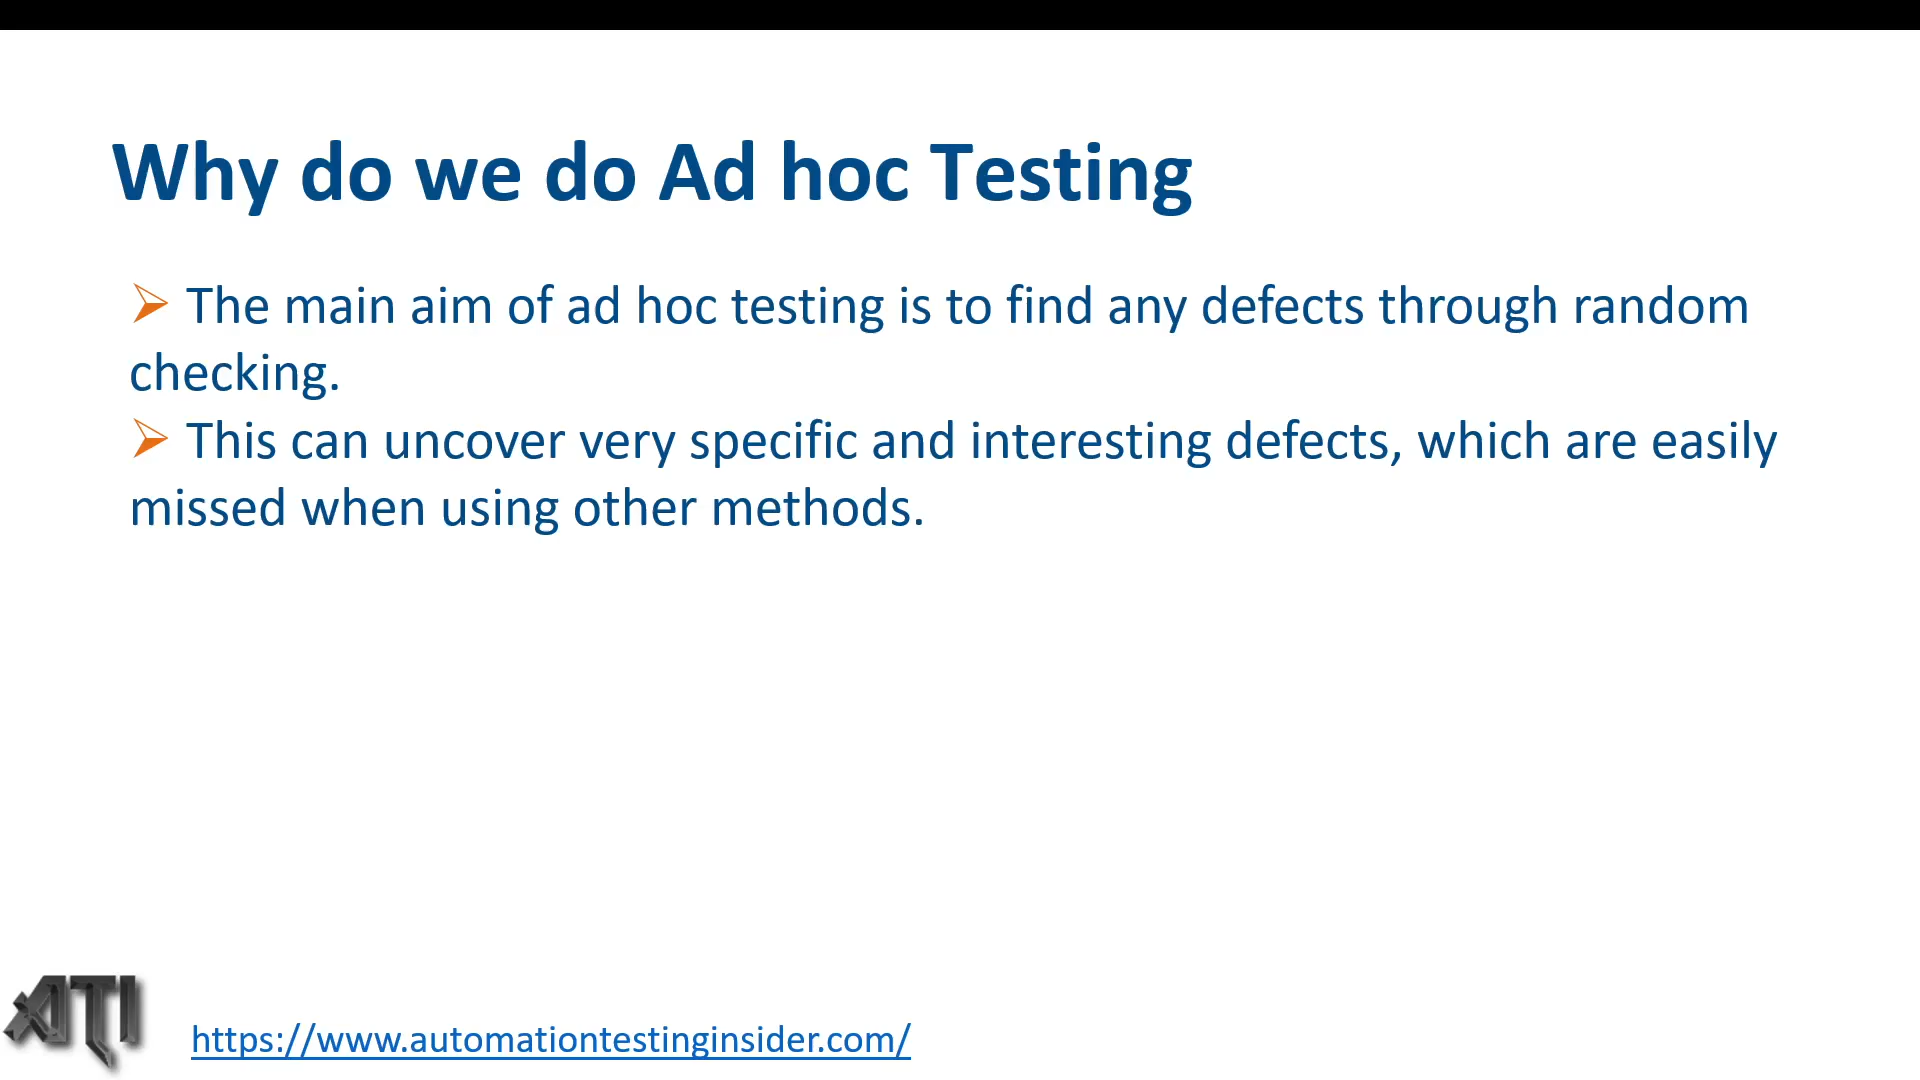 Why do we do Ad hoc Testing
➢ The main aim of ad hoc testing is to find any defects through random
checking.
➢ This can uncover very specific and interesting defects, which are easily
missed when using other methods.
ATI
https://www.automationtestinginsider.com/